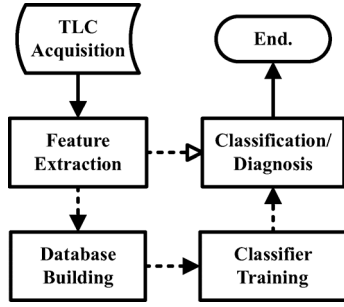 TLC
Acquisition
End.
Feature
Extraction
Classification/
Diagnosis
Database
Building
Classifier
Training